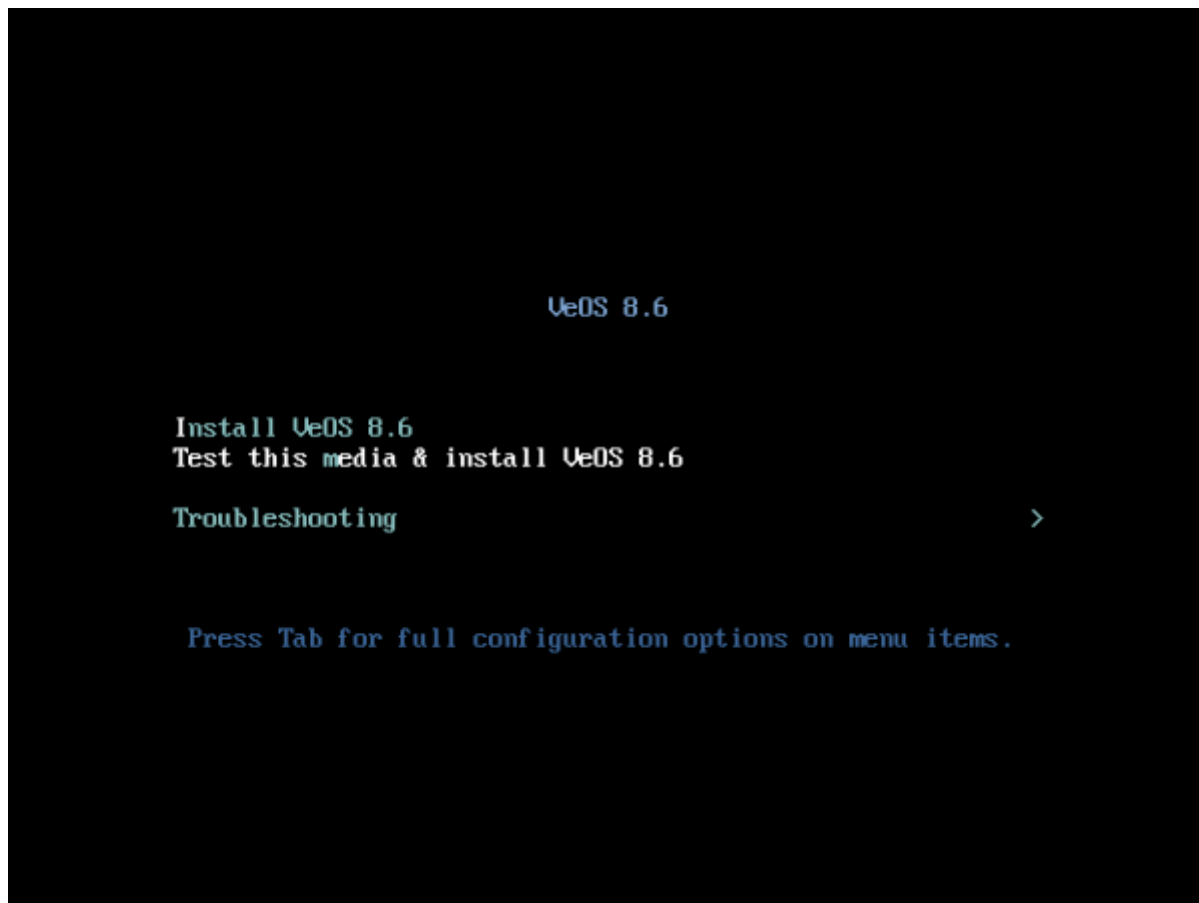 VeOS 8.6
Install VeOS 8.6
Test this media & install VeOS 8.6
Troubleshooting >
Press Tab for full configuration options on menu items.